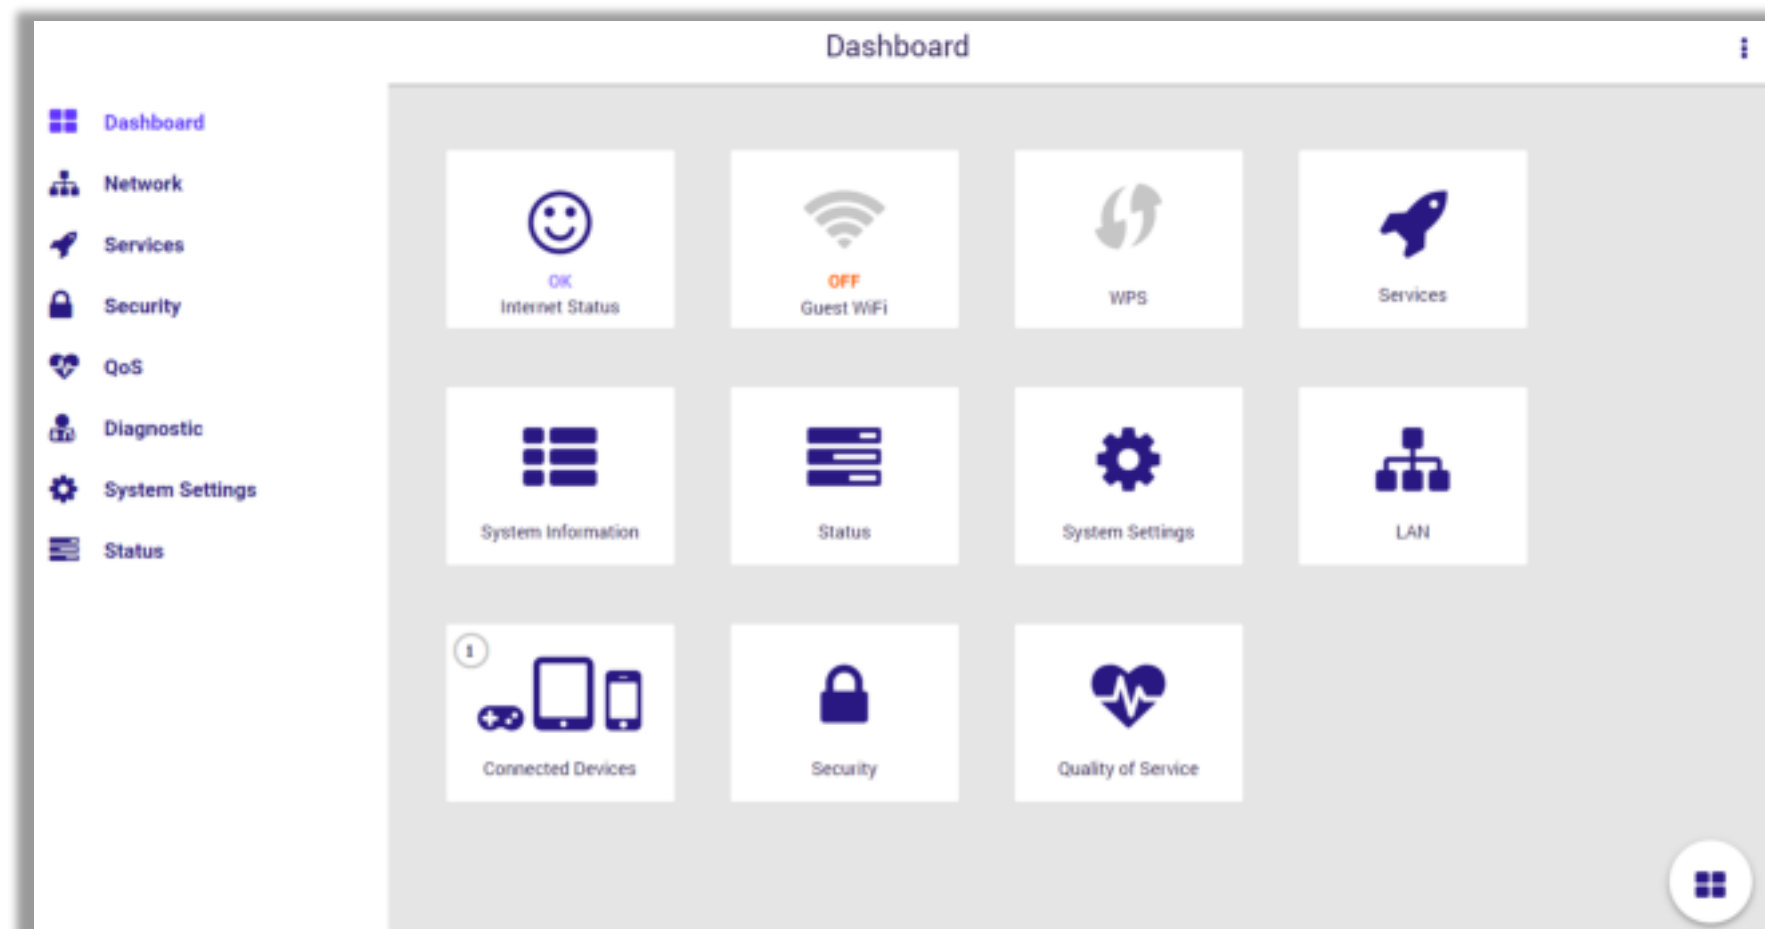 Dashboard
Dashboard
Network
Services
Security
QoS
Diagnostic
System Settings
Status
OK
Internet Status
OFF
Guest WiFi
WPS
Services
System Information
Status
System Settings
LAN
1
Connected Devices
Security
Quality of Service